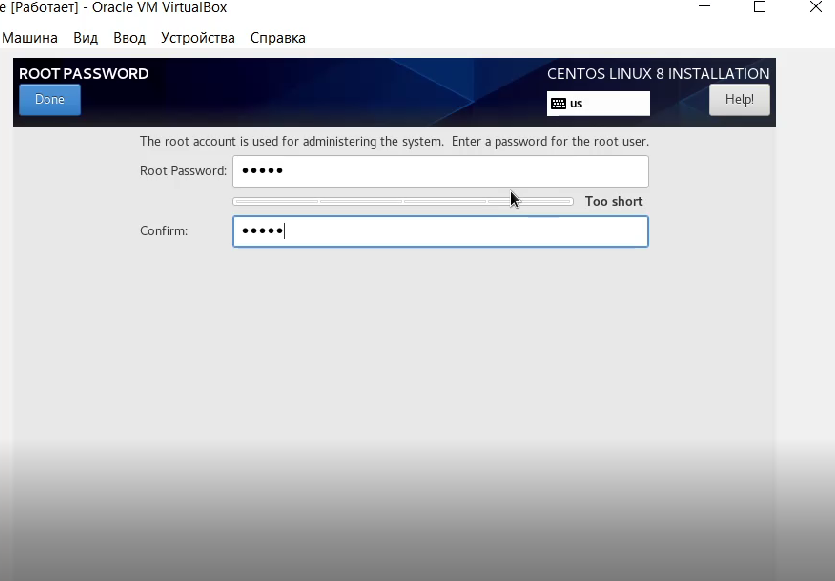 е [Работает] - Oracle VM VirtualBox
Машина Вид Ввод Устройства Справка
ROOT PASSWORD
CENTOS LINUX 8 INSTALLATION
Done
us
Help!
The root account is used for administering the system. Enter a password for the root user.
Root Password: •••••
Too short
Confirm: •••••